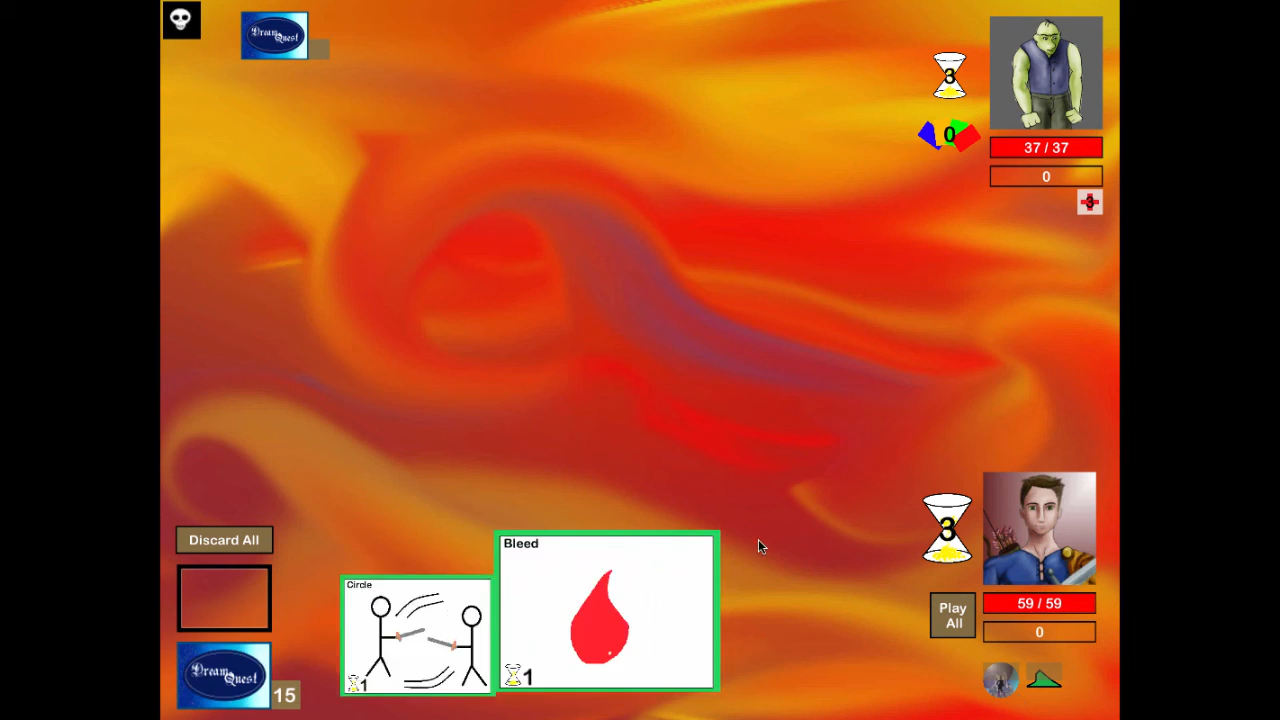 Dream
Quest
3
0
37 / 37
0
3
Discard All
Dream
Quest
15
Circle
1
Bleed
1
3
Play
All
59 / 59
0